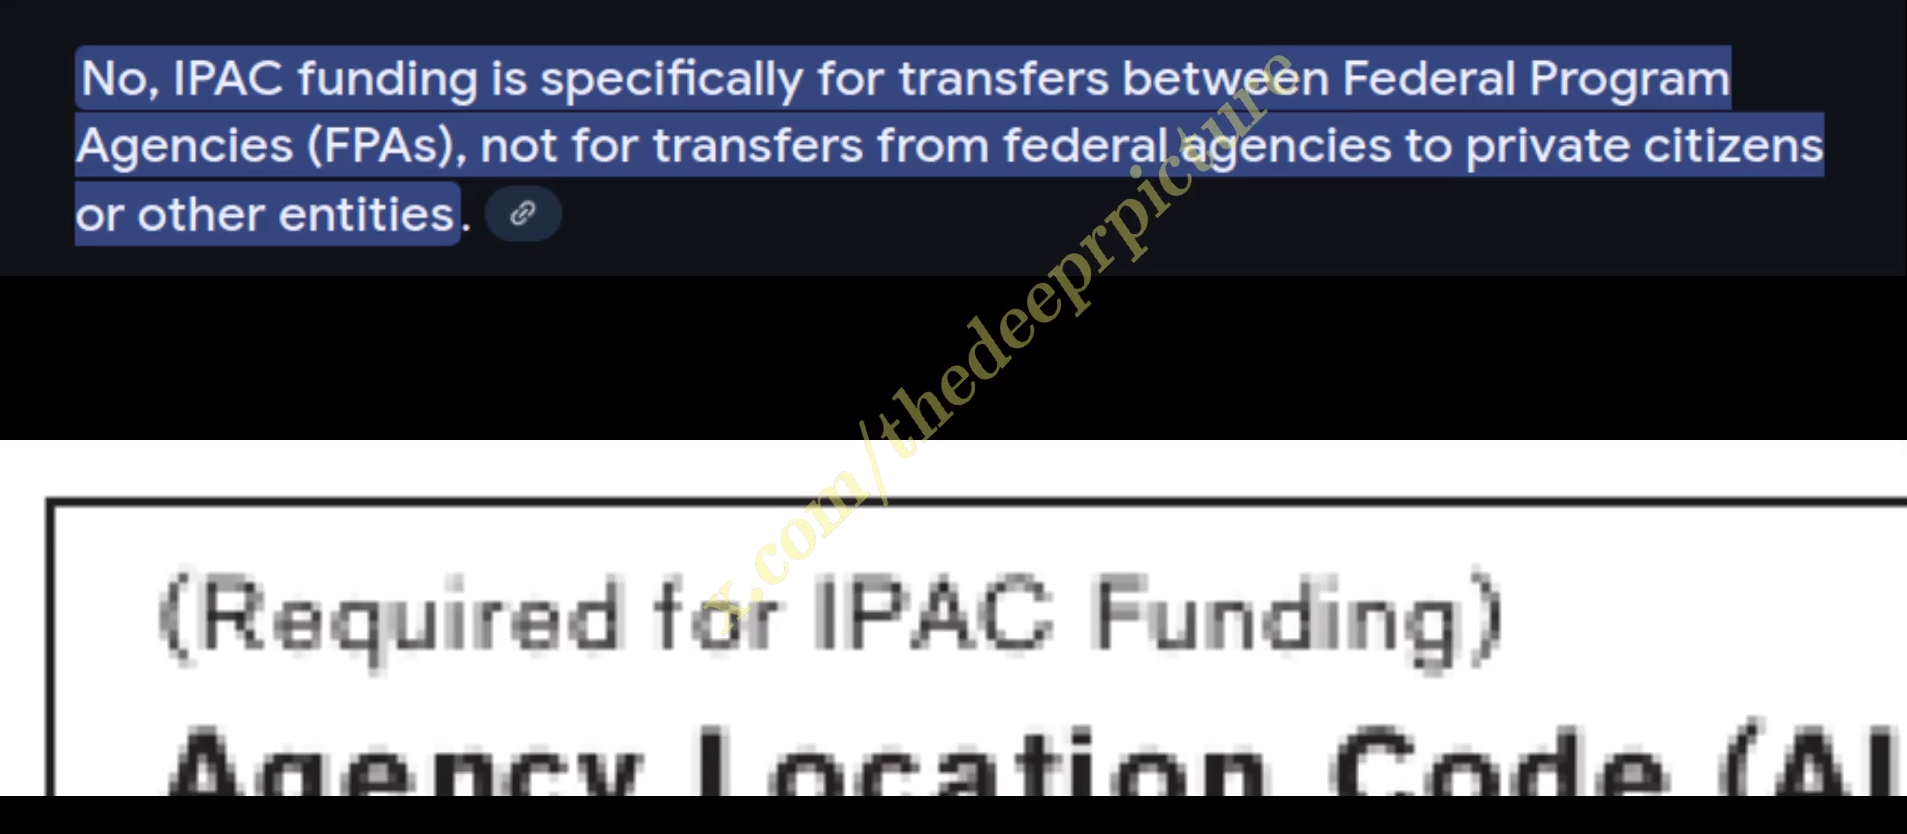 No, IPAC funding is specifically for transfers between Federal Program
Agencies (FPAs), not for transfers from federal agencies to private citizens
or other entities.
x.com/thedeeprpicture
(Required for IPAC Funding)
Agency Location Code (AL